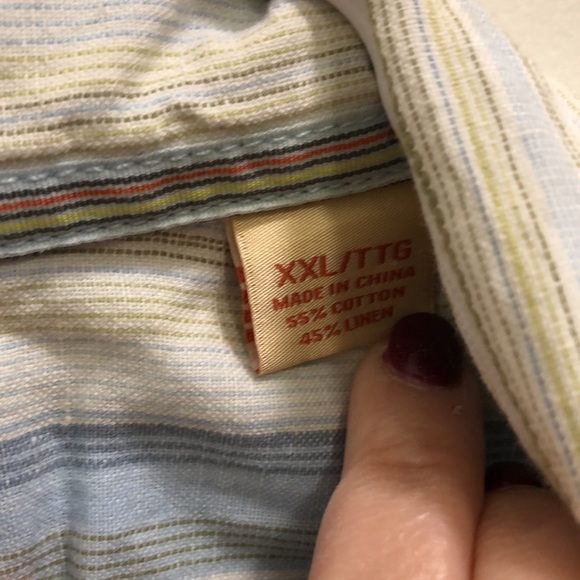 XXL/TTG
MADE IN CHINA
55% COTTON
45% LINEN